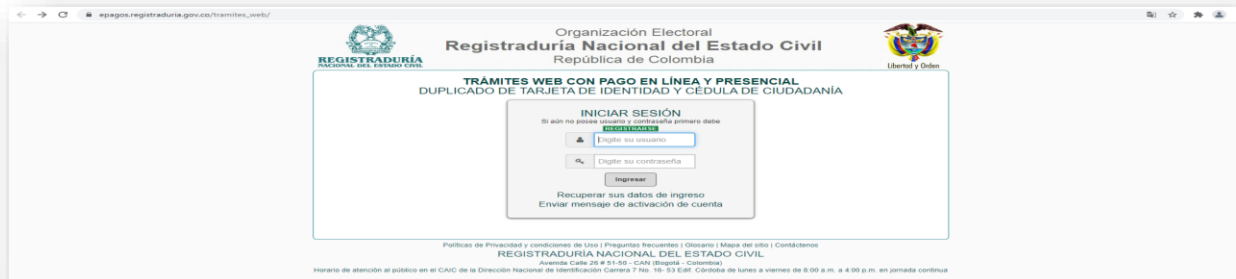 epagos.registraduria.gov.co/tramites_web/
Organización Electoral
Registraduría Nacional del Estado Civil
República de Colombia
REGISTRADURÍA
NACIONAL DEL ESTADO CIVIL
Libertad y Orden
TRÁMITES WEB CON PAGO EN LÍNEA Y PRESENCIAL
DUPLICADO DE TARJETA DE IDENTIDAD Y CÉDULA DE CIUDADANÍA
INICIAR SESIÓN
Si aún no posee usuario y contraseña primero debe
REGISTRARSE
Digite su usuario
Digite su contraseña
Ingresar
Recuperar sus datos de ingreso
Enviar mensaje de activación de cuenta
Políticas de Privacidad y condiciones de Uso | Preguntas frecuentes | Glosario | Mapa del sitio | Contáctenos
REGISTRADURÍA NACIONAL DEL ESTADO CIVIL
Avenida Calle 26 # 51-50 - CAN (Bogotá - Colombia)
Horario de atención al público en el CAIC de la Dirección Nacional de Identificación Carrera 7 No. 16- 53 Edif. Córdoba de lunes a viernes de 8:00 a.m. a 4:00 p.m. en jornada continua